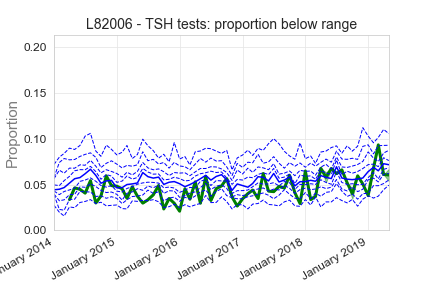 L82006 - TSH tests: proportion below range
0.20
0.15
0.10
0.05
0.00
Proportion
2014
January 2015
January 2016
January 2017
January 2018
January 2019